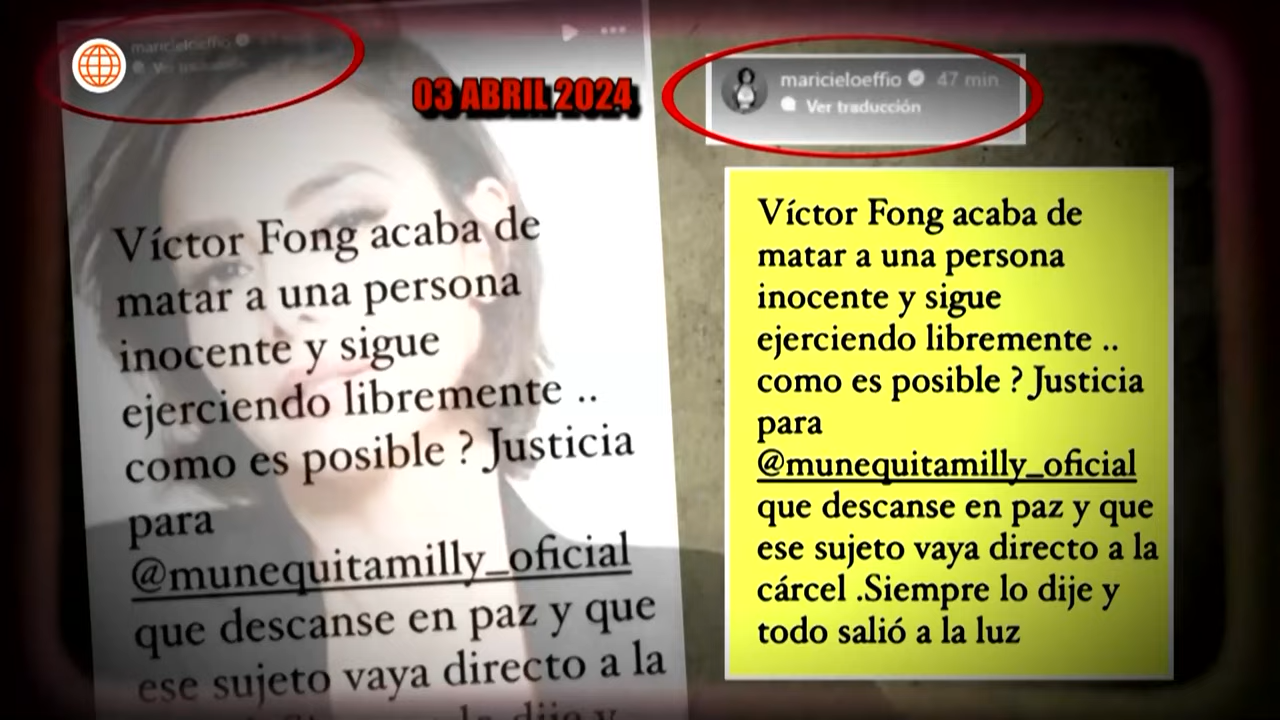 maricieloeffio
Ver traducción
03 ABRIL 2024
Víctor Fong acaba de
matar a una persona
inocente y sigue
ejerciendo libremente ..
como es posible ? Justicia
para
@munequitamilly_oficial
que descanse en paz y que
ese sujeto vaya directo a la
maricieloeffio 47 min
Ver traducción
Víctor Fong acaba de
matar a una persona
inocente y sigue
ejerciendo libremente ..
como es posible ? Justicia
para
@munequitamilly_oficial
que descanse en paz y que
ese sujeto vaya directo a la
cárcel .Siempre lo dije y
todo salió a la luz